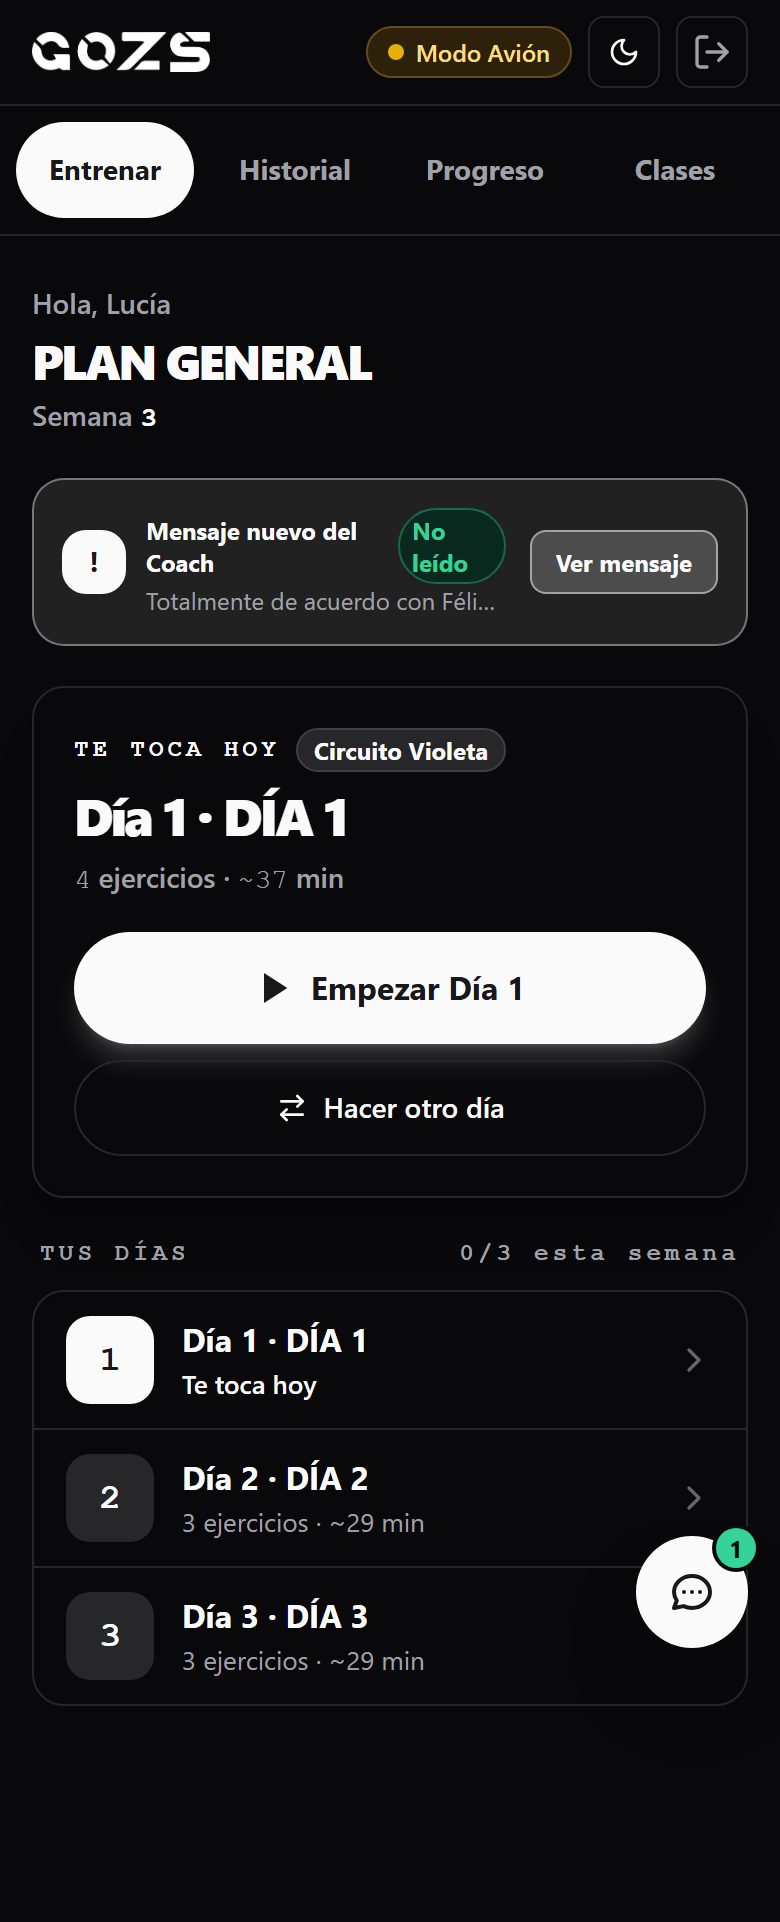 GOZS
Modo Avión
Entrenar
Historial
Progreso
Clases
Hola, Lucía
PLAN GENERAL
Semana 3
!
Mensaje nuevo del
Coach
No
leído
Totalmente de acuerdo con Féli...
Ver mensaje
TE TOCA HOY
Circuito Violeta
Día 1 · DÍA 1
4 ejercicios · ~37 min
Empezar Día 1
Hacer otro día
TUS DÍAS
0/3 esta semana
1
Día 1 · DÍA 1
Te toca hoy
2
Día 2 · DÍA 2
3 ejercicios · ~29 min
1
3
Día 3 · DÍA 3
3 ejercicios · ~29 min